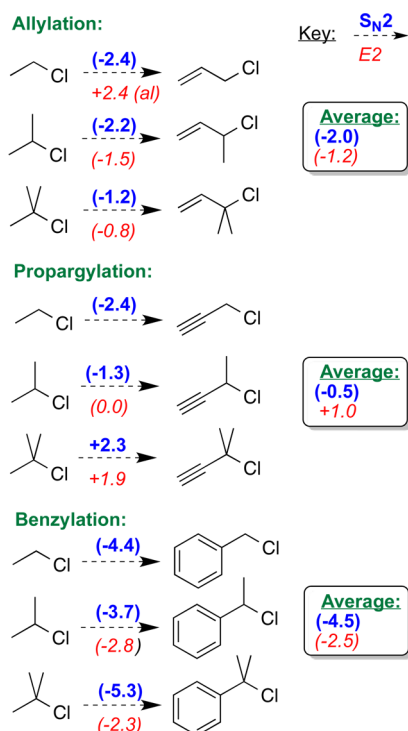 Allylation:
Key:
SN2
E2
(-2.4)
Cl
Cl
+2.4 (al)
(-2.2)
Cl
Cl
(-1.5)
Average:
(-2.0)
(-1.2)
(-1.2)
Cl
Cl
(-0.8)
Propargylation:
(-2.4)
Cl
Cl
(-1.3)
Cl
Cl
(0.0)
Average:
(-0.5)
+1.0
+2.3
Cl
Cl
+1.9
Benzylation:
(-4.4)
Cl
Cl
(-3.7)
Cl
Cl
(-2.8)
Average:
(-4.5)
(-2.5)
(-5.3)
Cl
Cl
(-2.3)